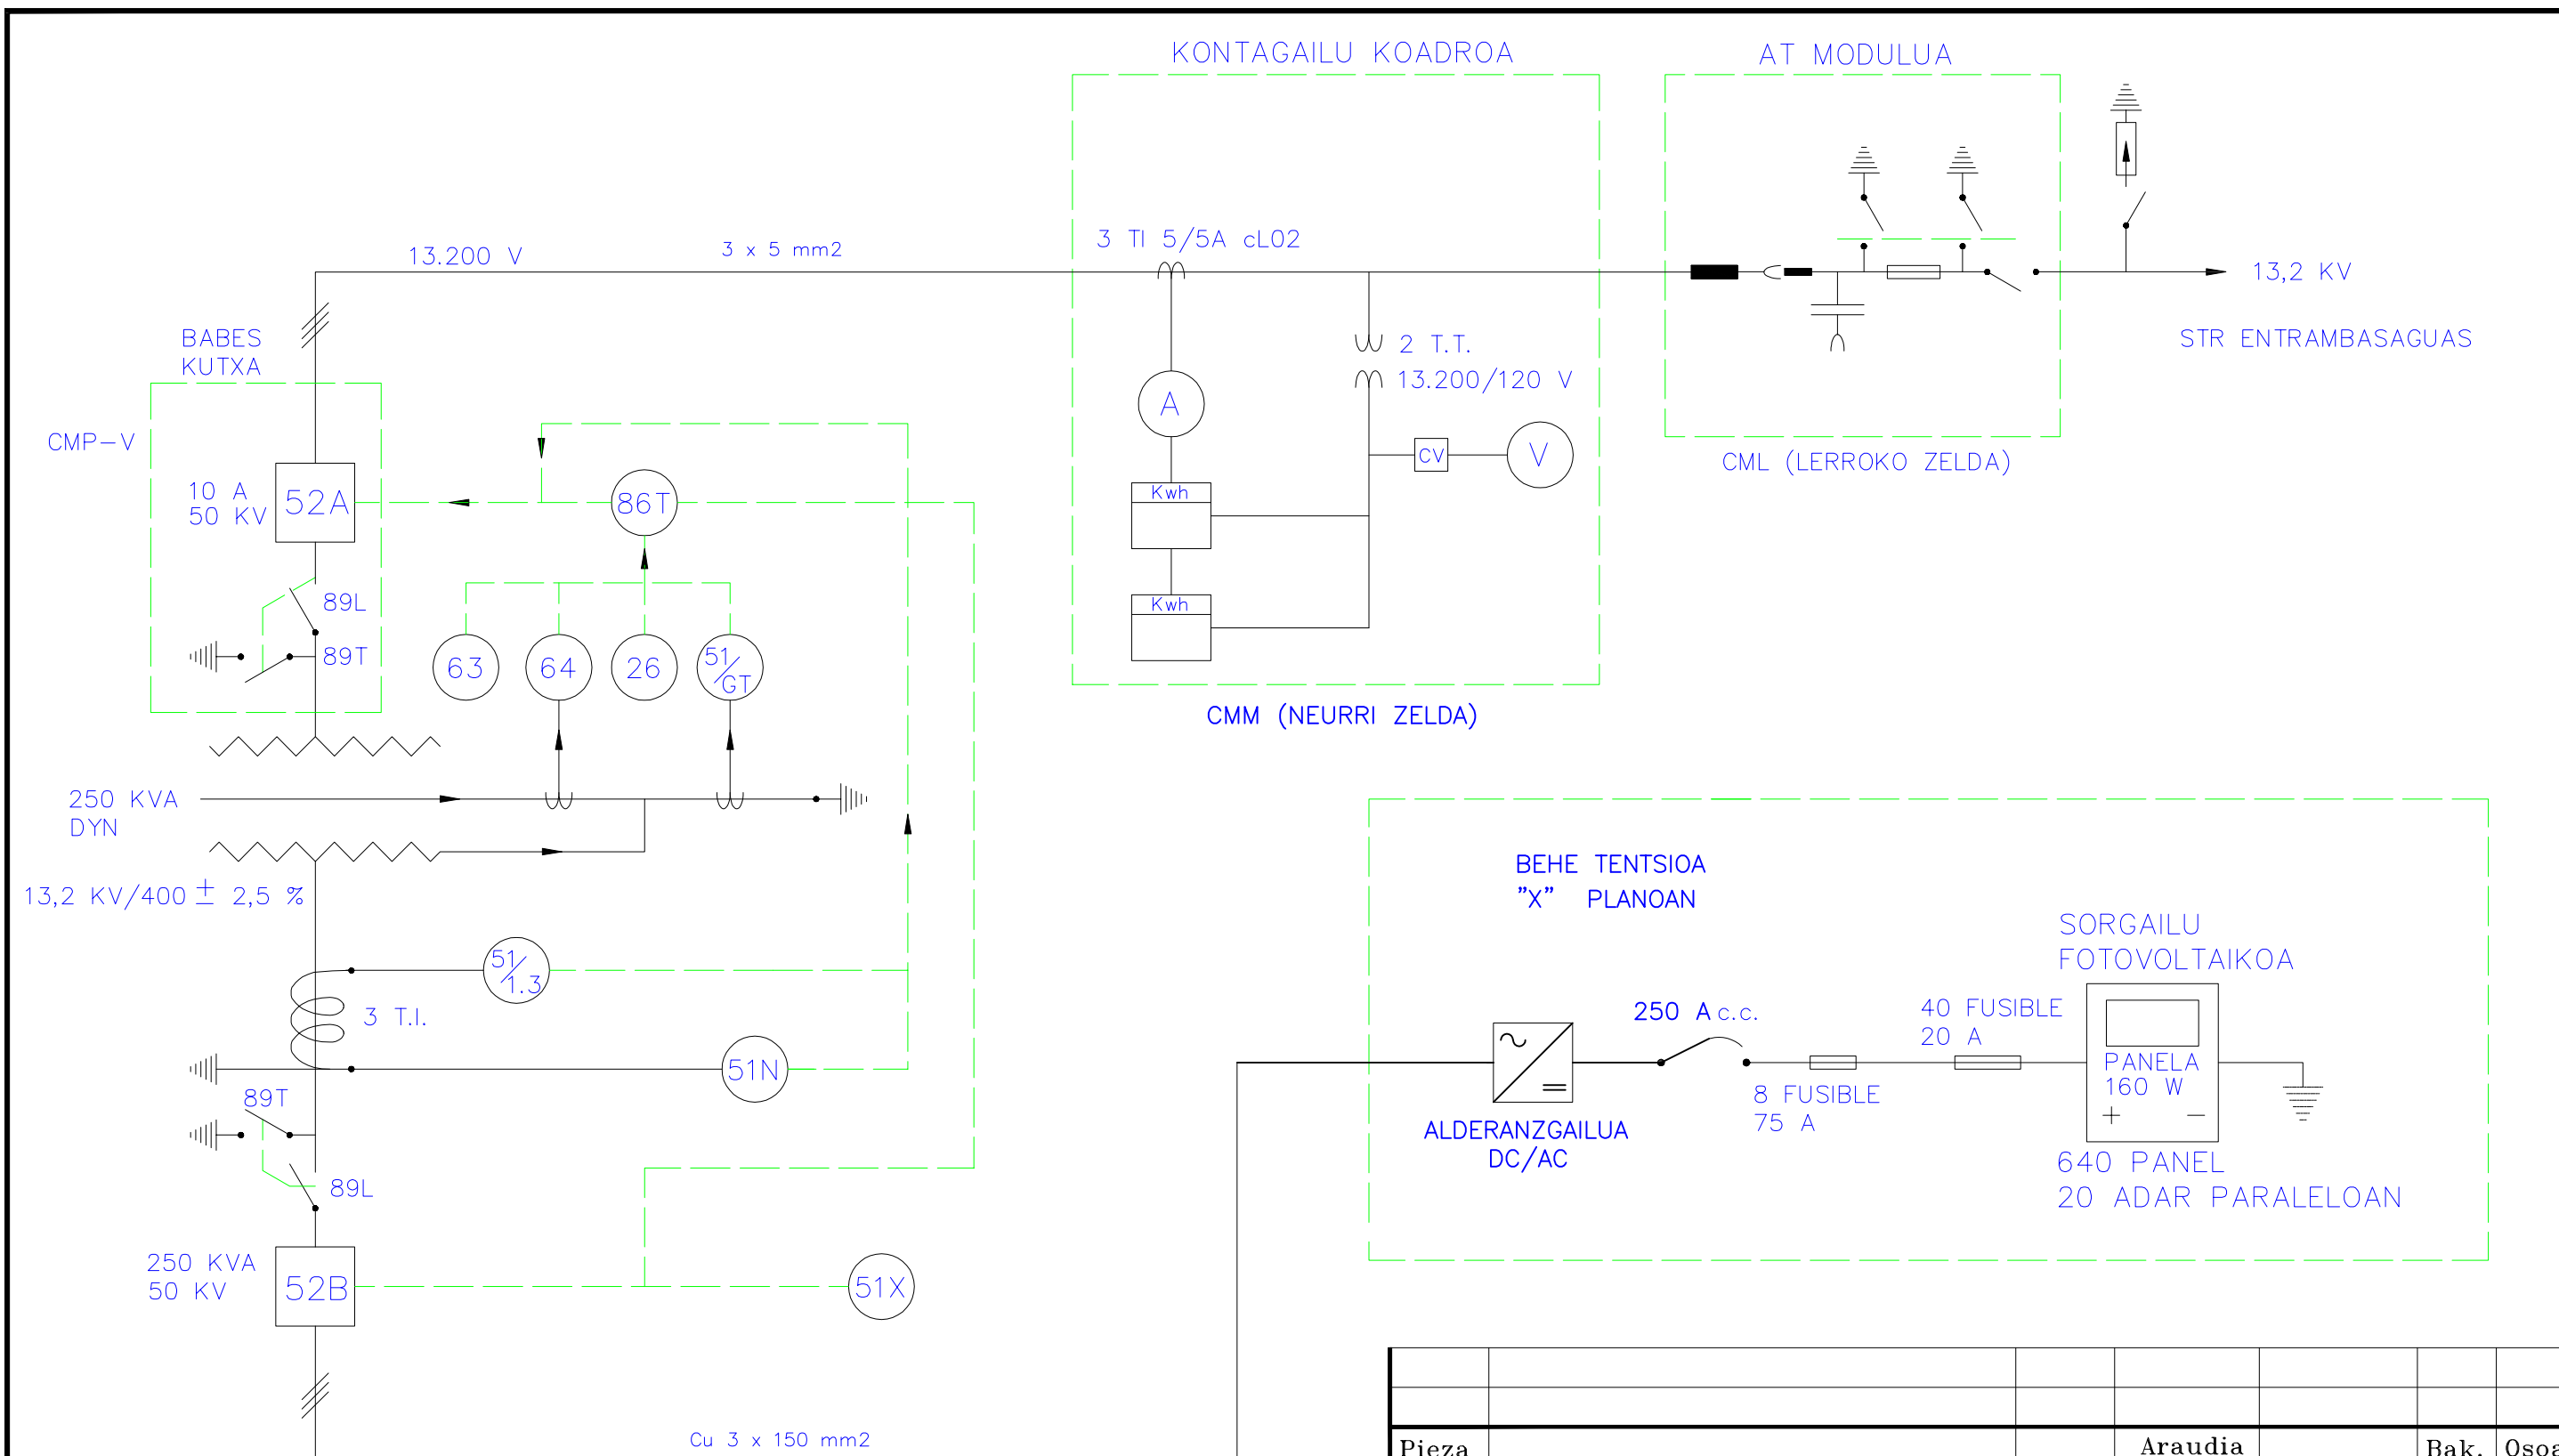 KONTAGAILU KOADROA
AT MODULUA
13.200 V
3 x 5 mm2
3 TI 5/5A cL02
13,2 KV
STR ENTRAMBASAGUAS
BABES
KUTXA
2 T.T.
13.200/120 V
CMP-V
A
CV
V
CML (LERROKO ZELDA)
10 A
50 KV
52A
86T
Kwh
Kwh
89L
89T
63
64
26
51/GT
CMM (NEURRI ZELDA)
250 KVA
DYN
13,2 KV/400 ± 2,5 %
BEHE TENTSIOA
"X" PLANOAN
SORGAILU
FOTOVOLTAIKOA
51/1.3
3 T.I.
250 A c.c.
40 FUSIBLE
20 A
51N
PANELA
160 W
+ −
8 FUSIBLE
75 A
89T
ALDERANZGAILUA
DC/AC
640 PANEL
20 ADAR PARALELOAN
89L
250 KVA
50 KV
52B
51X
Cu 3 x 150 mm2
Pieza
Araudia
Bak.
Osoa